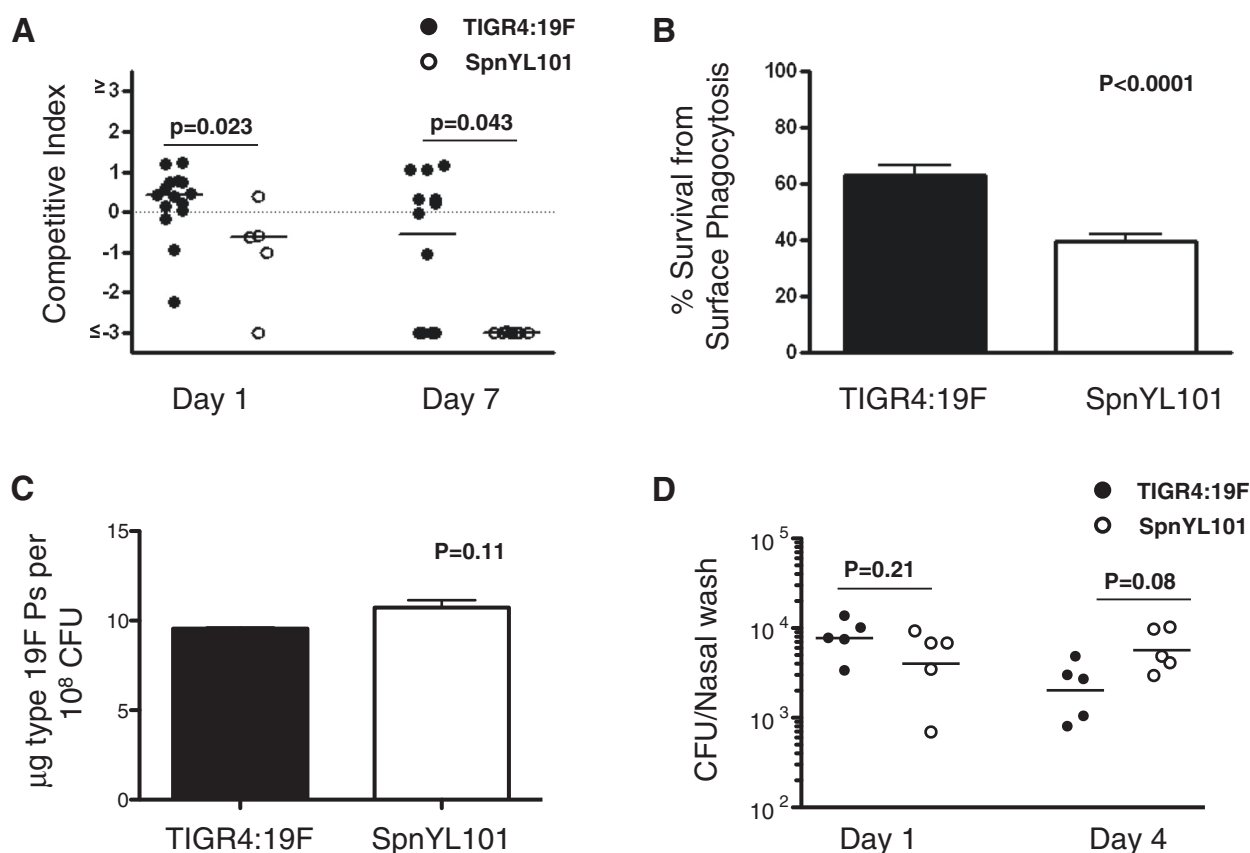 A
TIGR4:19F
SpnYL101
Competitive Index
≥3
2
1
0
-1
-2
≤-3
p=0.023
p=0.043
Day 1
Day 7
B
% Survival from
Surface Phagocytosis
100
80
60
40
20
0
P<0.0001
TIGR4:19F
SpnYL101
C
µg type 19F Ps per
10⁸ CFU
15
10
5
0
P=0.11
TIGR4:19F
SpnYL101
D
TIGR4:19F
SpnYL101
CFU/Nasal wash
10⁵
10⁴
10³
10²
P=0.21
P=0.08
Day 1
Day 4